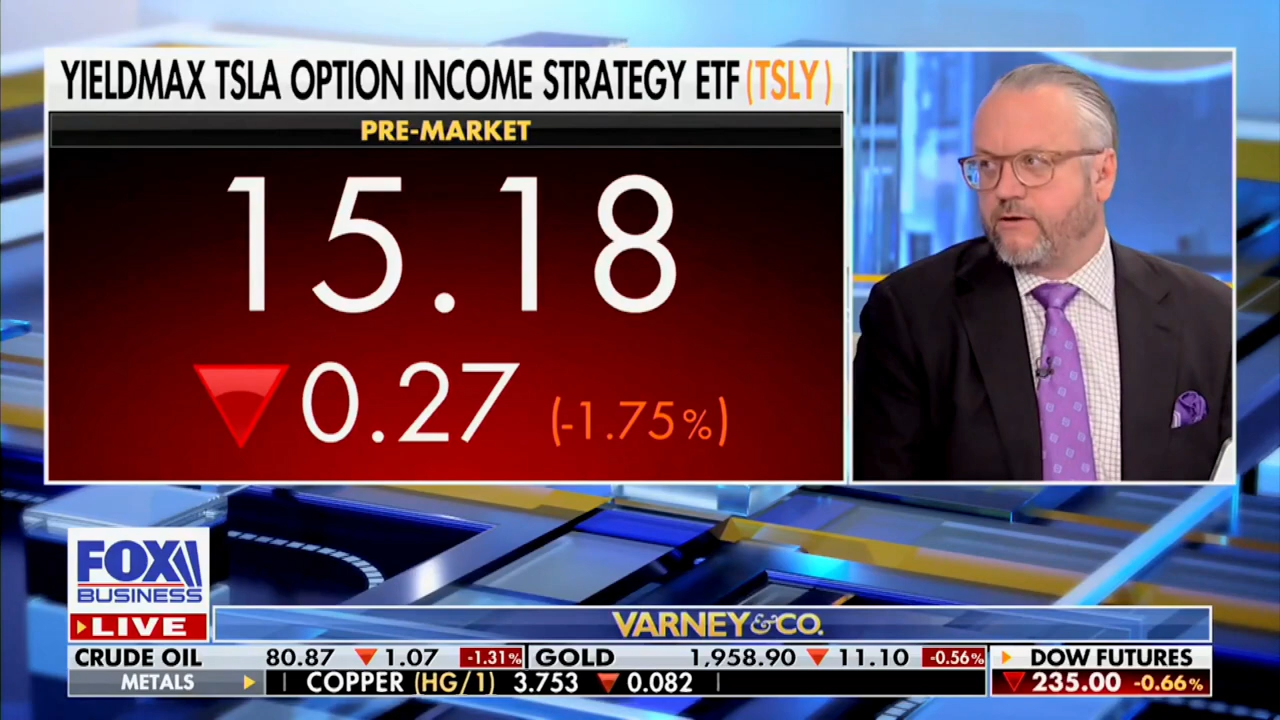 YIELDMAX TSLA OPTION INCOME STRATEGY ETF (TSLY)
PRE-MARKET
15.18
▼ 0.27 (-1.75%)
FOX BUSINESS
LIVE
VARNEY & CO.
CRUDE OIL 80.87 ▼ 1.07 -1.31% GOLD 1,958.90 ▼ 11.10 -0.56% DOW FUTURES
METALS COPPER (HG/1) 3.753 ▼ 0.082 ▼ 235.00 -0.66%